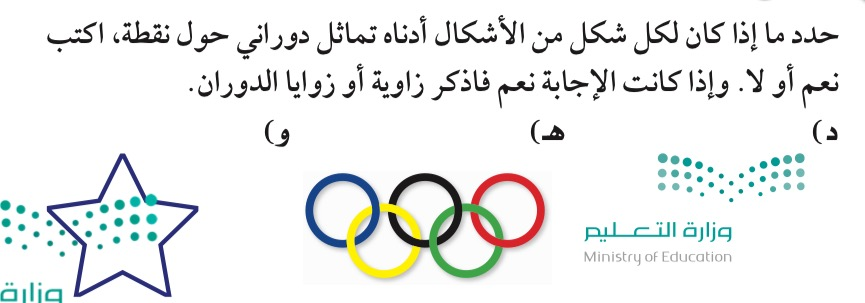 حدد ما إذا كان لكل شكل من الأشكال أدناه تماثل دوراني حول نقطة، اكتب
نعم أو لا. وإذا كانت الإجابة نعم فاذكر زاوية أو زوايا الدوران.
د) هـ) و)
وزارة التعليم
Ministry of Education